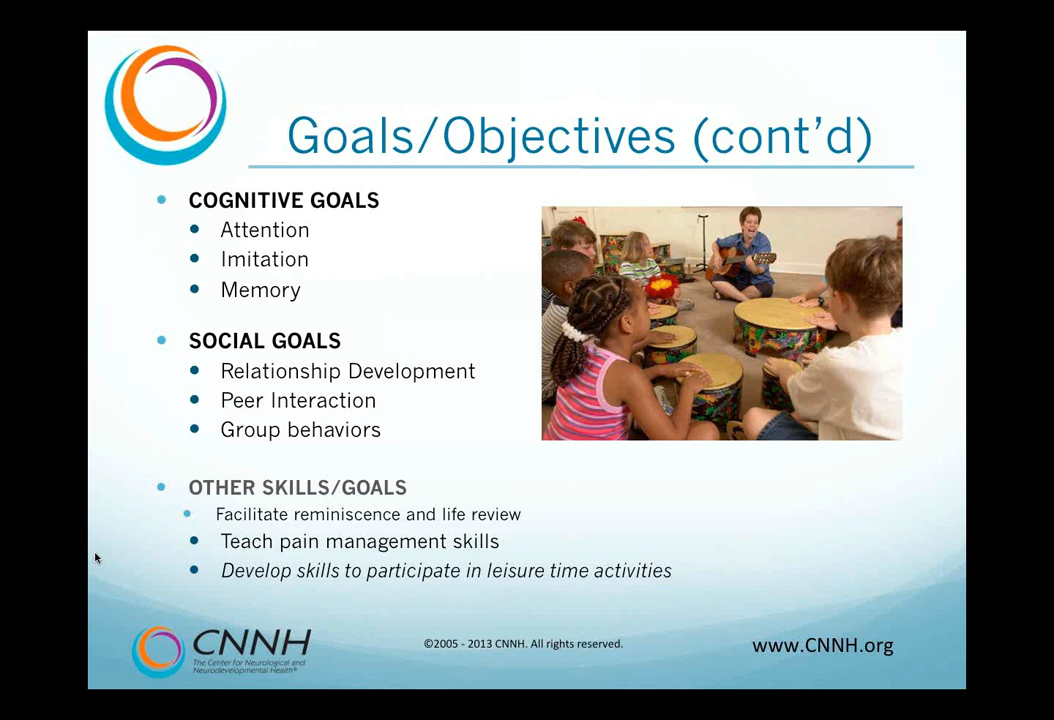 Goals/Objectives (cont’d)
• COGNITIVE GOALS
• Attention
• Imitation
• Memory
• SOCIAL GOALS
• Relationship Development
• Peer Interaction
• Group behaviors
• OTHER SKILLS/GOALS
• Facilitate reminiscence and life review
• Teach pain management skills
• Develop skills to participate in leisure time activities
CNNH
The Center for Neurological and
Neurodevelopmental Health®
©2005 - 2013 CNNH. All rights reserved.
www.CNNH.org